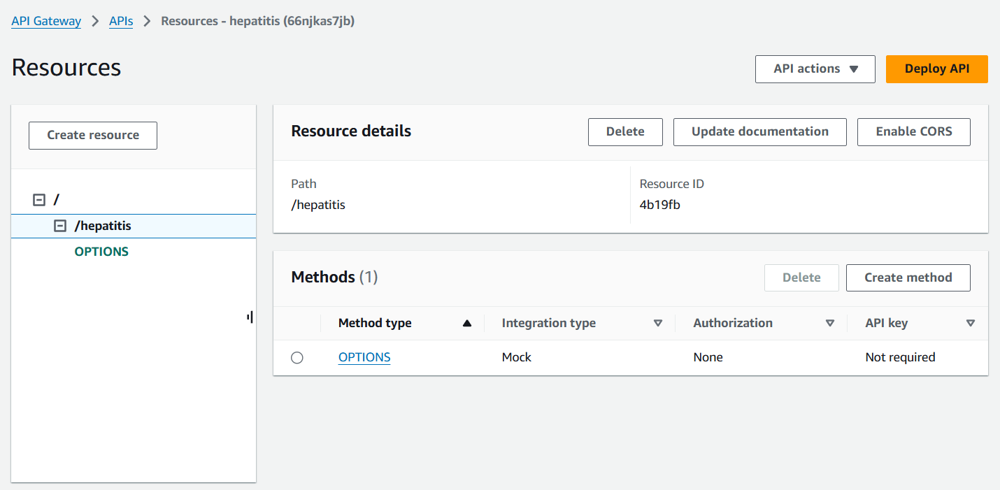 API Gateway > APIs > Resources - hepatitis (66njkas7jb)
Resources
API actions Deploy API
Create resource
/
/hepatitis
OPTIONS
Resource details Delete Update documentation Enable CORS
Path Resource ID
/hepatitis 4b19fb
Methods (1) Delete Create method
Method type Integration type Authorization API key
OPTIONS Mock None Not required